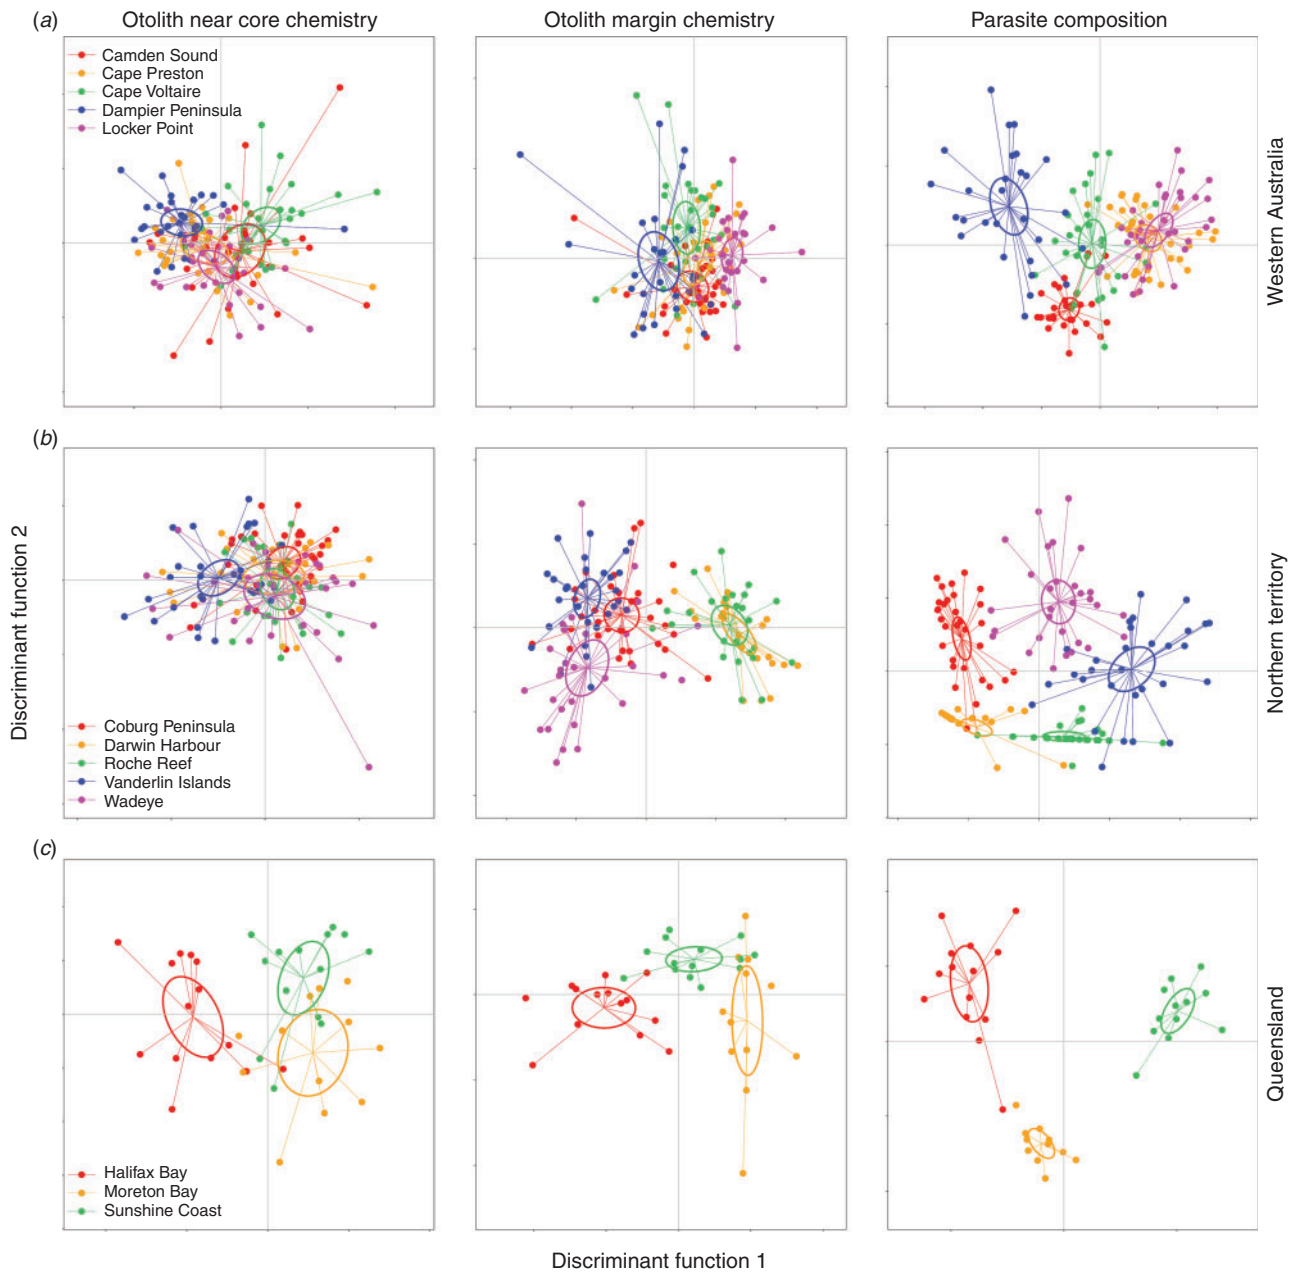 (a)
Otolith near core chemistry
Otolith margin chemistry
Parasite composition
Camden Sound
Cape Preston
Cape Voltaire
Dampier Peninsula
Locker Point
Western Australia
(b)
Discriminant function 2
Coburg Peninsula
Darwin Harbour
Roche Reef
Vanderlin Islands
Wadeye
Northern territory
(c)
Halifax Bay
Moreton Bay
Sunshine Coast
Queensland
Discriminant function 1